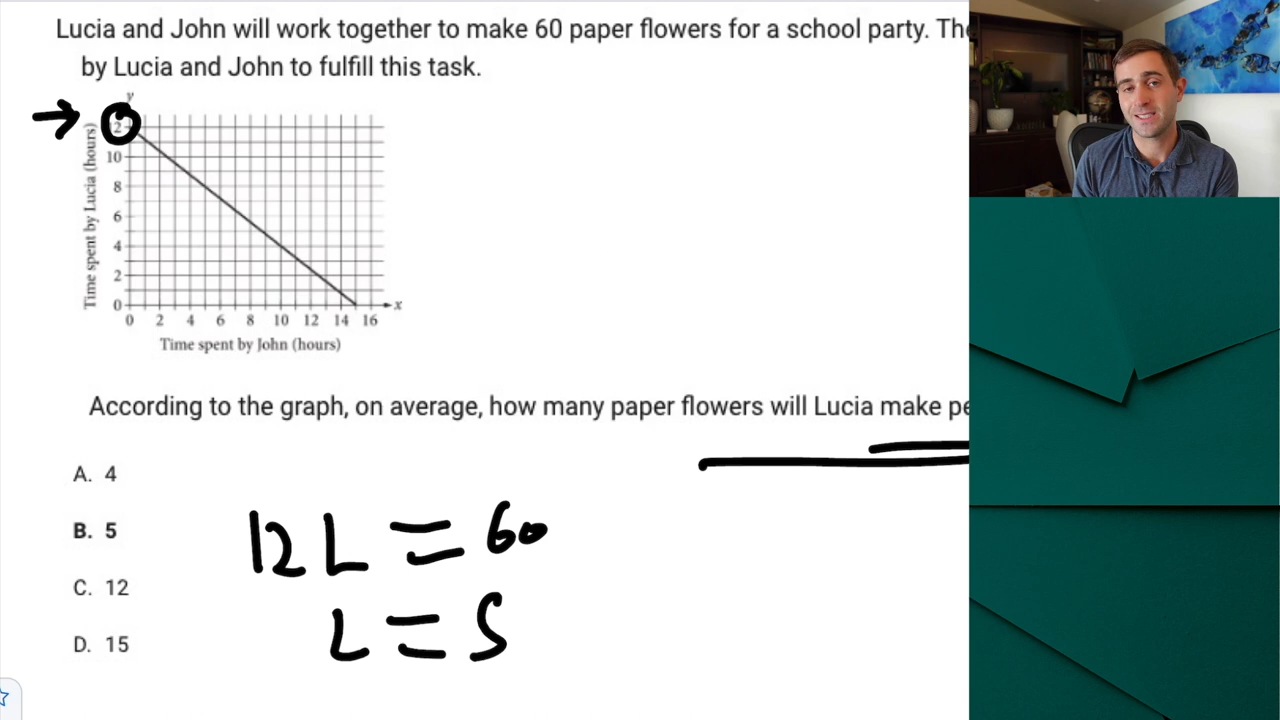 Lucia and John will work together to make 60 paper flowers for a school party. The
by Lucia and John to fulfill this task.
y
Time spent by Lucia (hours)
12
10
8
6
4
2
0
0 2 4 6 8 10 12 14 16 x
Time spent by John (hours)
According to the graph, on average, how many paper flowers will Lucia make pe
A. 4
B. 5
C. 12
D. 15
12L = 60
L = 5